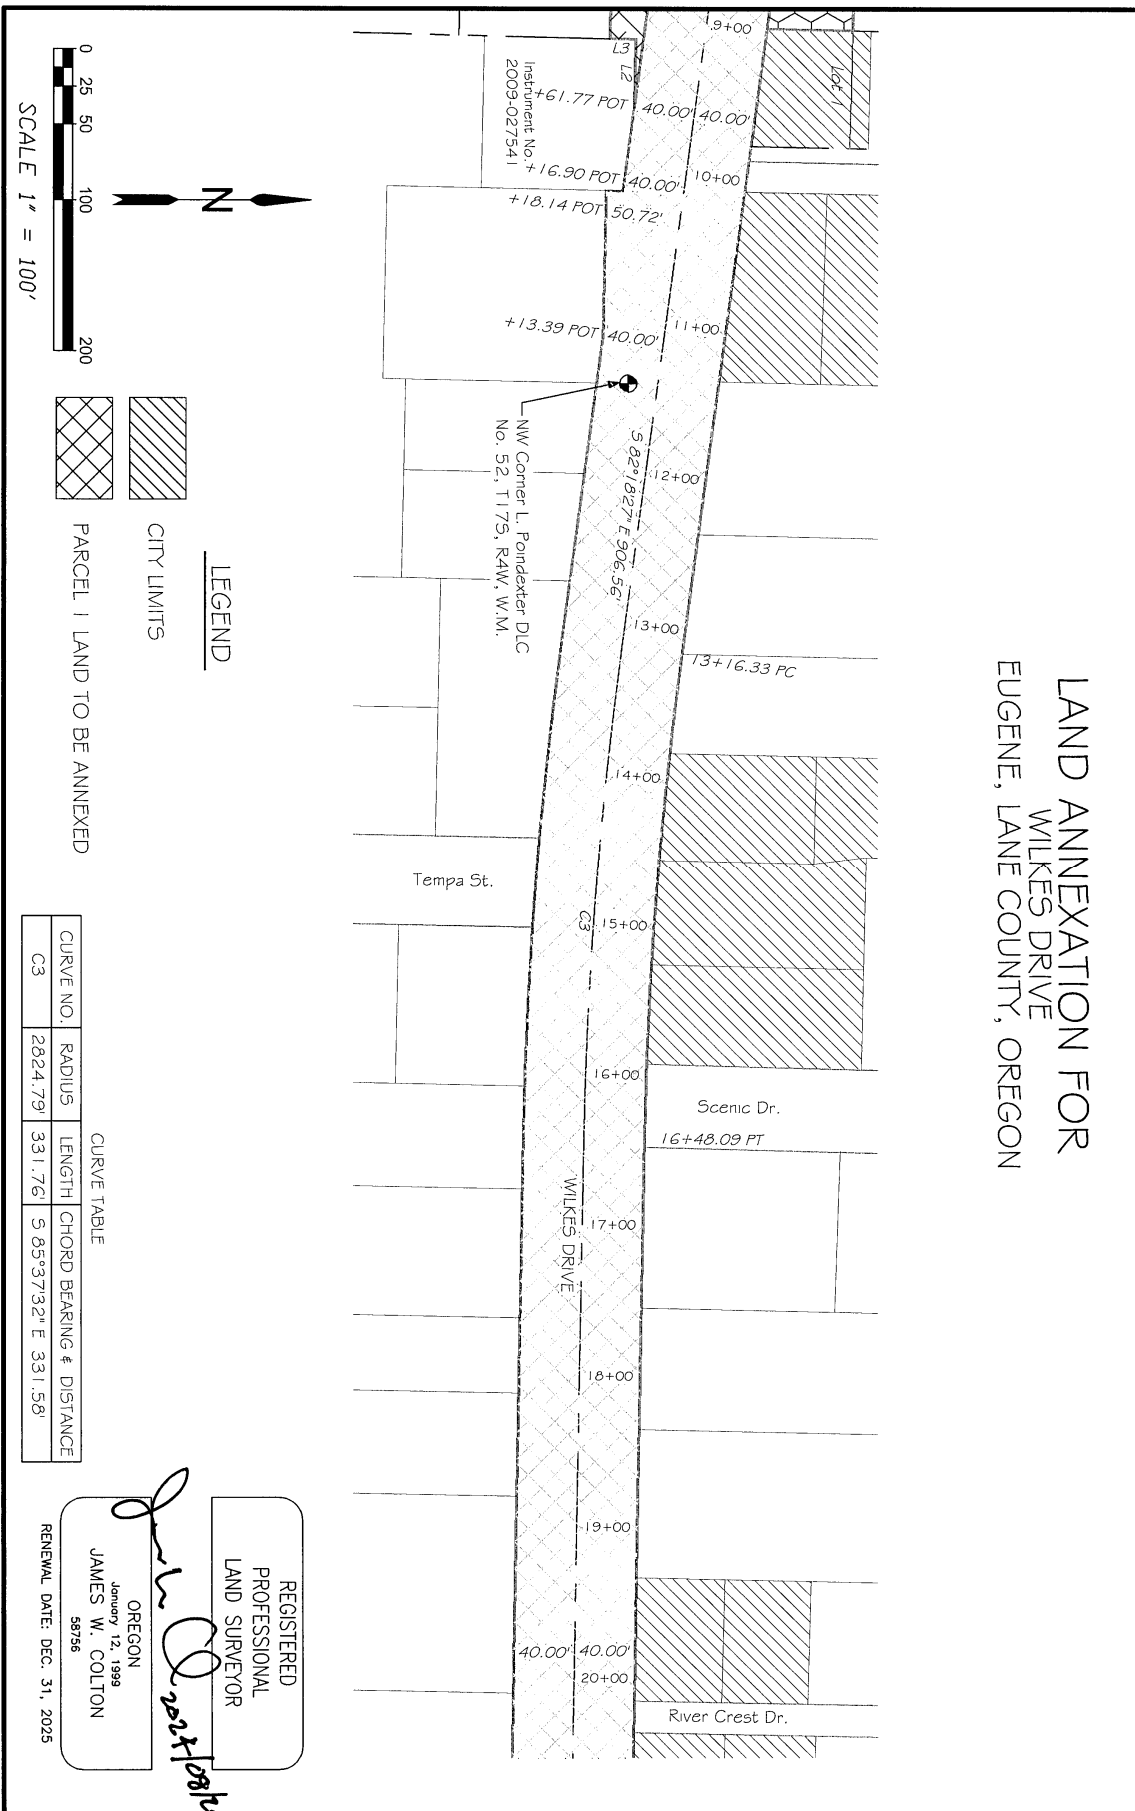 LAND ANNEXATION FOR
WILKES DRIVE
EUGENE, LANE COUNTY, OREGON
Lot 1
9+00
10+00
11+00
12+00
13+00
13+16.33 PC
14+00
15+00
16+00
Scenic Dr.
16+48.09 PT
17+00
18+00
19+00
20+00
River Crest Dr.
40.00' 40.00'
40.00' 40.00'
L3
L2
+61.77 POT
Instrument No.
2009-027541
+16.90 POT 40.00'
+18.14 POT 50.72'
+13.39 POT 40.00'
S 82°18'27" E 906.56'
C3
WILKES DRIVE
NW Corner L. Poindexter DLC
No. 52, T17S, R4W, W.M.
Tempa St.
N
0 25 50 100 200
SCALE 1" = 100'
LEGEND
CITY LIMITS
PARCEL 1 LAND TO BE ANNEXED
CURVE TABLE
CURVE NO. RADIUS LENGTH CHORD BEARING & DISTANCE
C3 2824.79' 331.76' S 85°37'32" E 331.58'
REGISTERED
PROFESSIONAL
LAND SURVEYOR
OREGON
January 12, 1999
JAMES W. COLTON
58756
RENEWAL DATE: DEC. 31, 2025